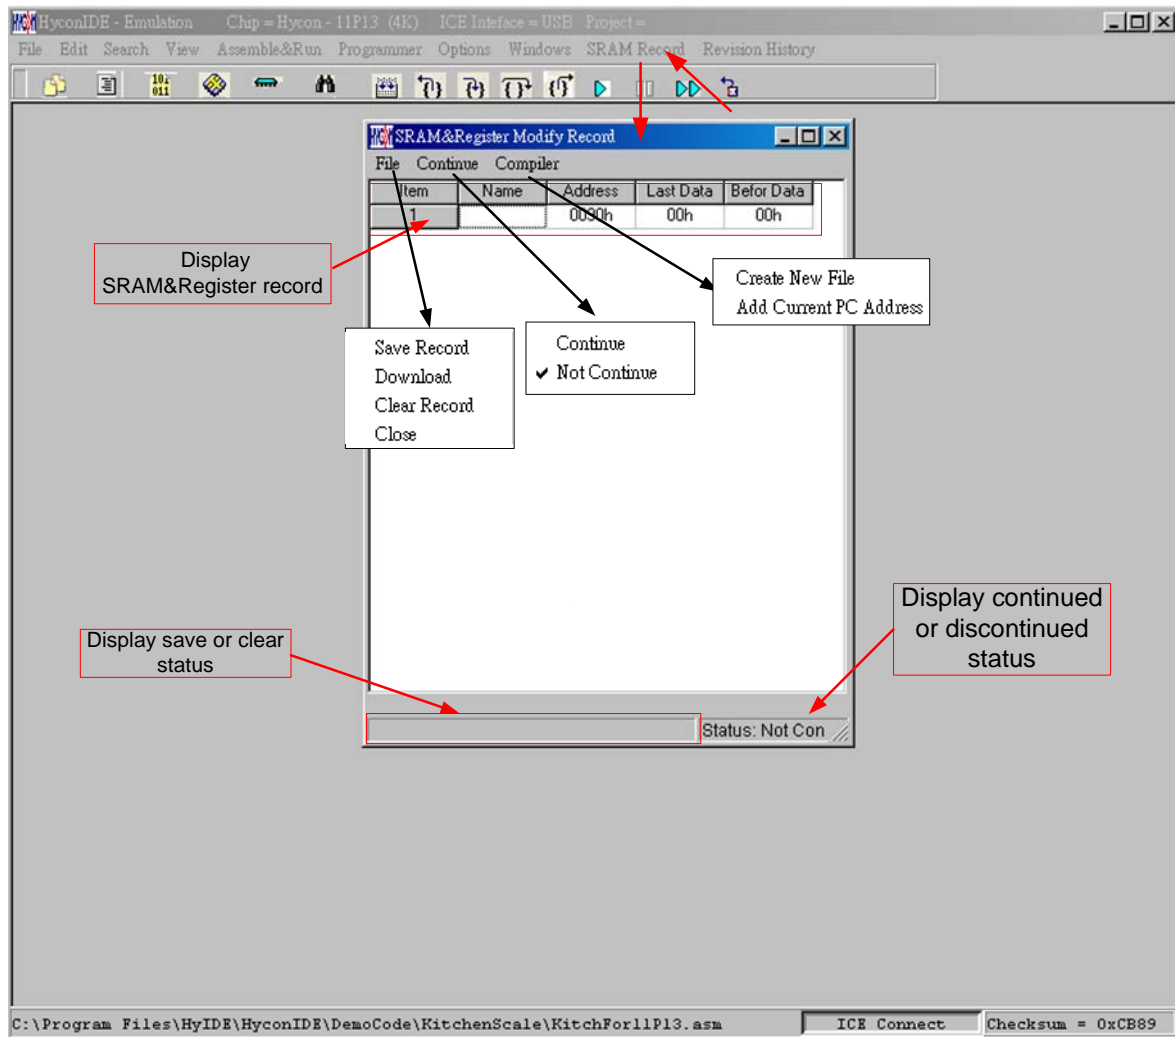 HyconIDE - Emulation Chip = Hycon - 11P13 (4K) ICE Inteface = USB Project =
File Edit Search View Assemble&Run Programmer Options Windows SRAM Record Revision History
SRAM&Register Modify Record
File Continue Compiler
Item Name Address Last Data Befor Data
1 0090h 00h 00h
Display
SRAM&Register record
Create New File
Add Current PC Address
Save Record
Download
Clear Record
Close
Continue
Not Continue
Display continued
or discontinued
status
Display save or clear
status
Status: Not Con
C:\Program Files\HyIDE\HyconIDE\DemoCode\KitchenScale\KitchFor11P13.asm ICE Connect Checksum = 0xCB89